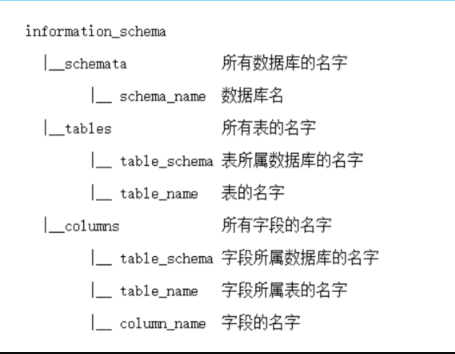 information_schema
|__schemata 所有数据库的名字
|__ schema_name 数据库名
|__tables 所有表的名字
|__ table_schema 表所属数据库的名字
|__ table_name 表的名字
|__columns 所有字段的名字
|__ table_schema 字段所属数据库的名字
|__ table_name 字段所属表的名字
|__ column_name 字段的名字